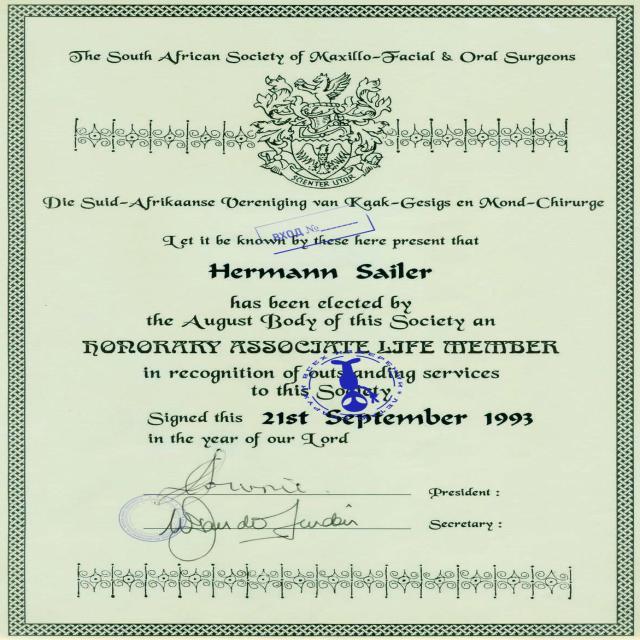 The South African Society of Maxillo-Facial & Oral Surgeons
SCIENTER UTOR
Die Suid-Afrikaanse Vereniging van Kaak-Gesigs en Mond-Chirurge
ВХОД №
Let it be known by these here present that
Hermann Sailer
has been elected by
the August Body of this Society an
HONORARY ASSOCIATE LIFE MEMBER
in recognition of outstanding services
to this Society
Signed this 21st September 1993
in the year of our Lord
President :
Secretary :